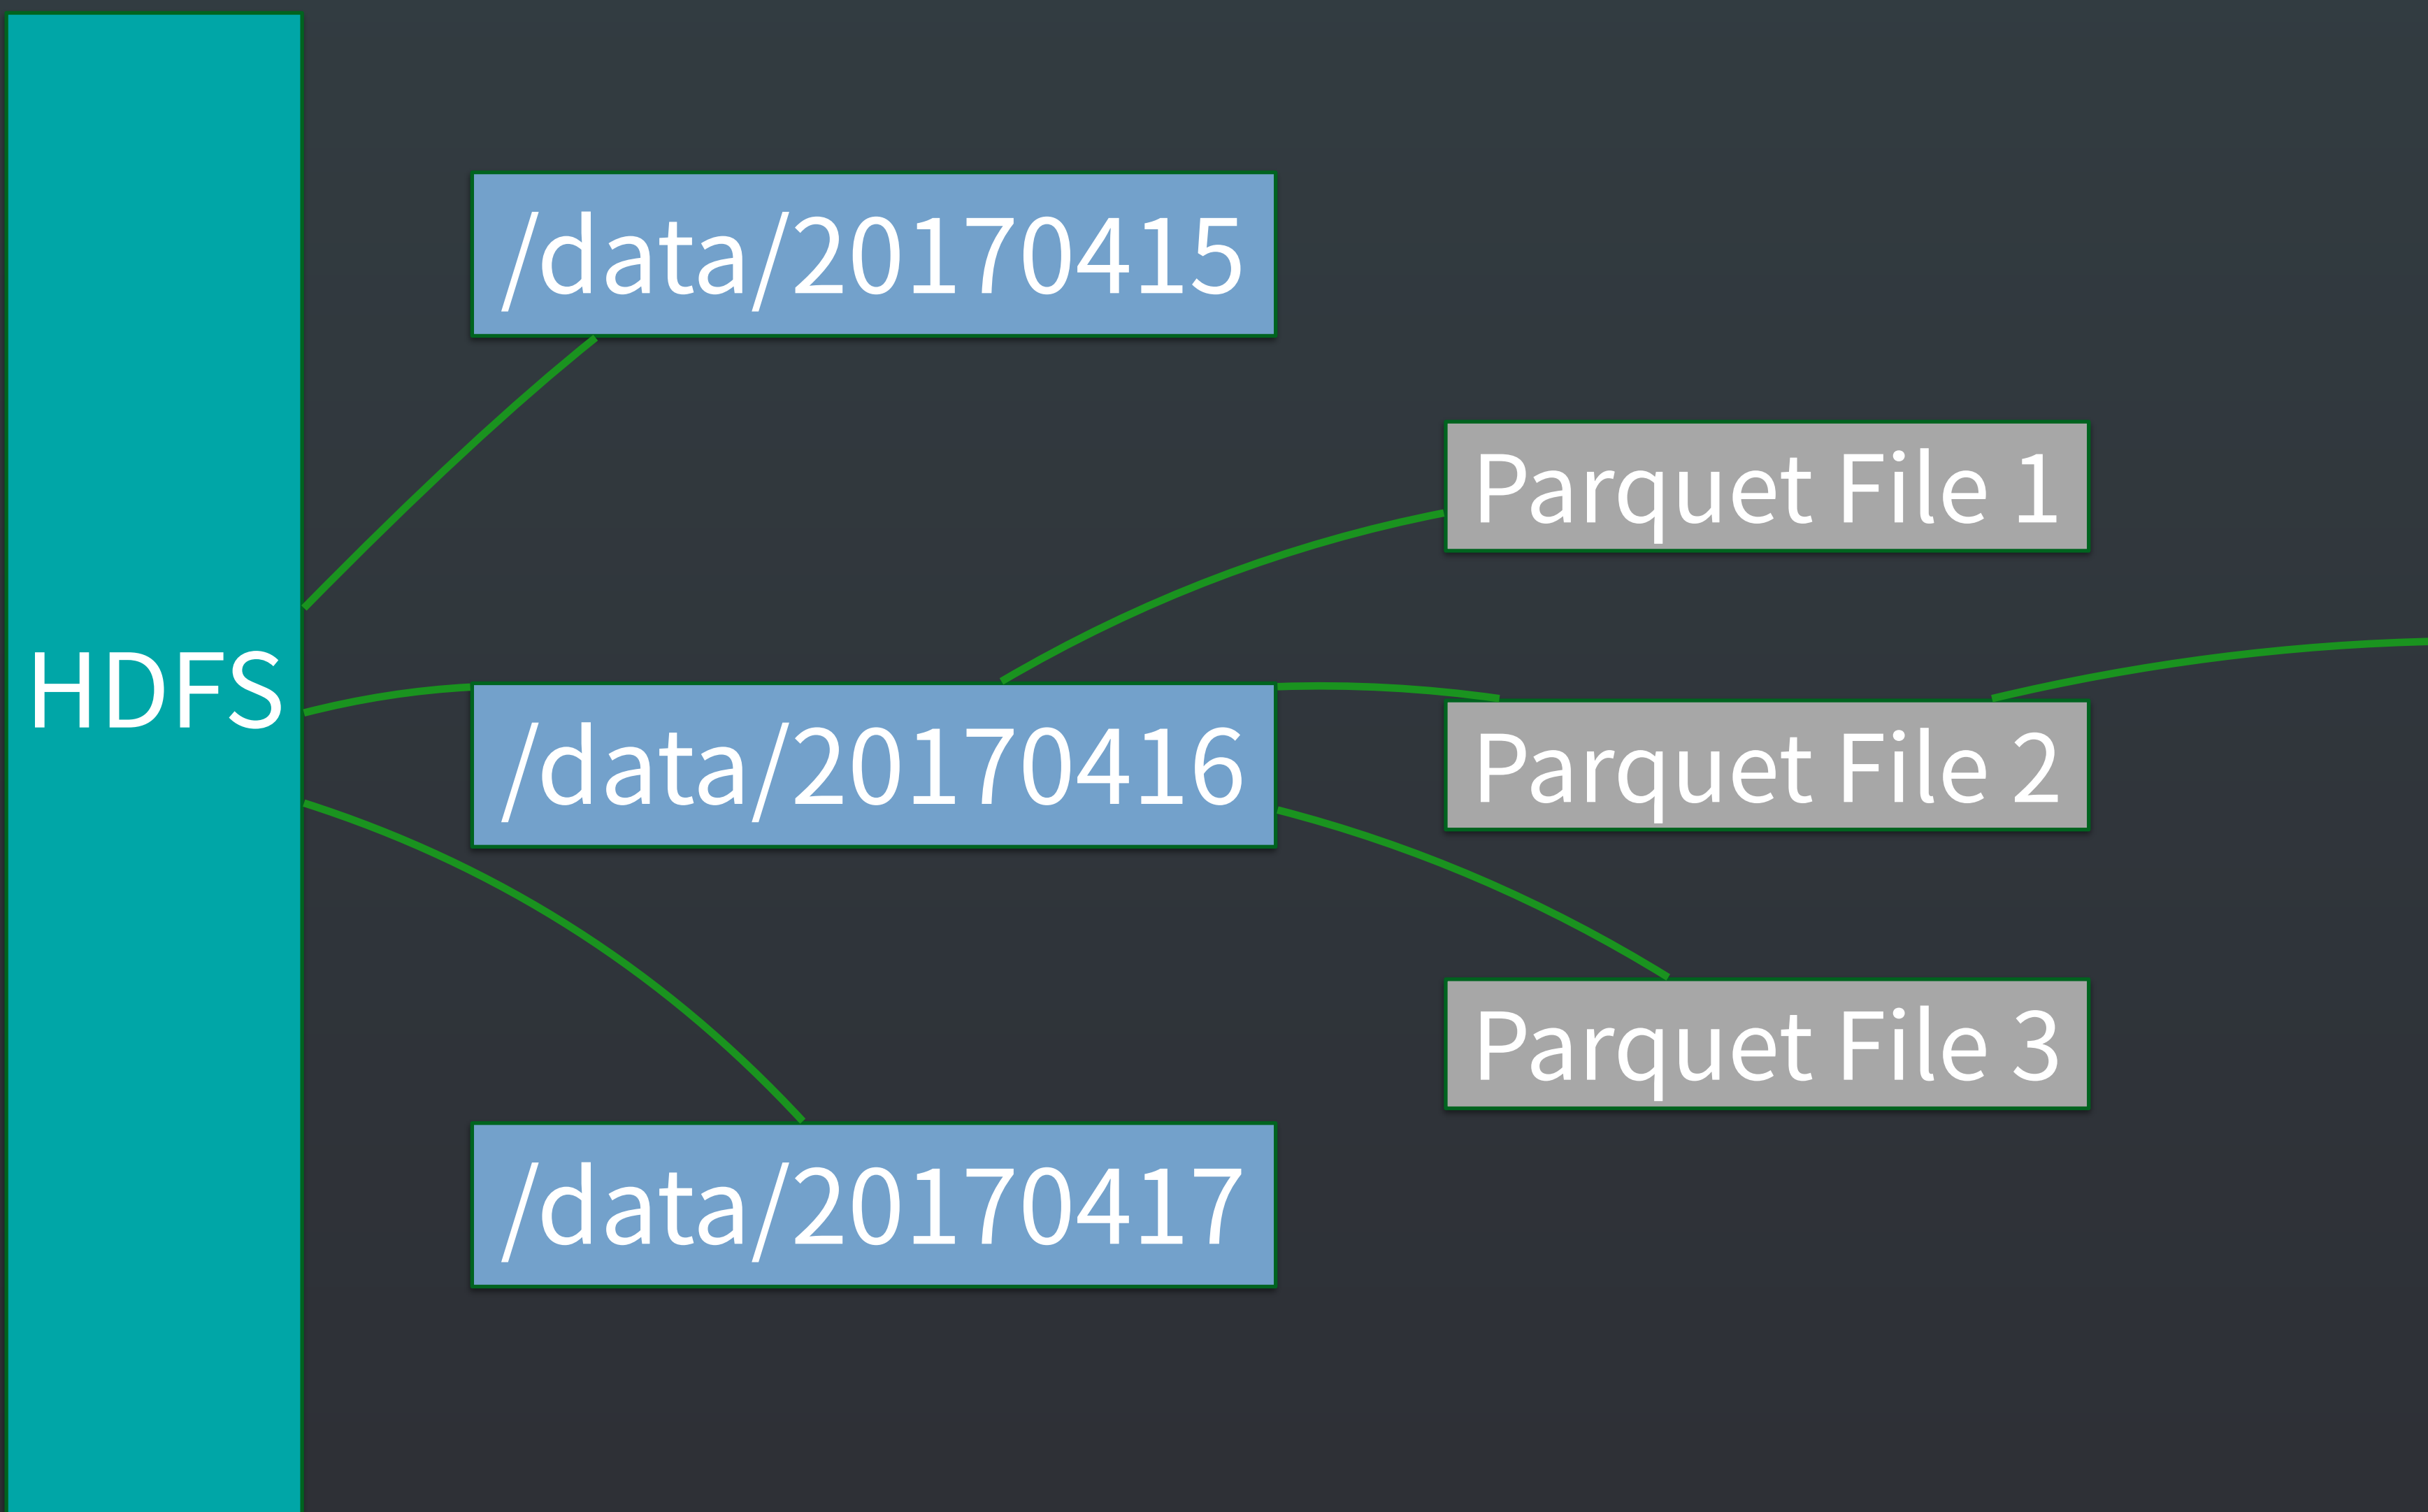 HDFS
/data/20170415
/data/20170416
/data/20170417
Parquet File 1
Parquet File 2
Parquet File 3